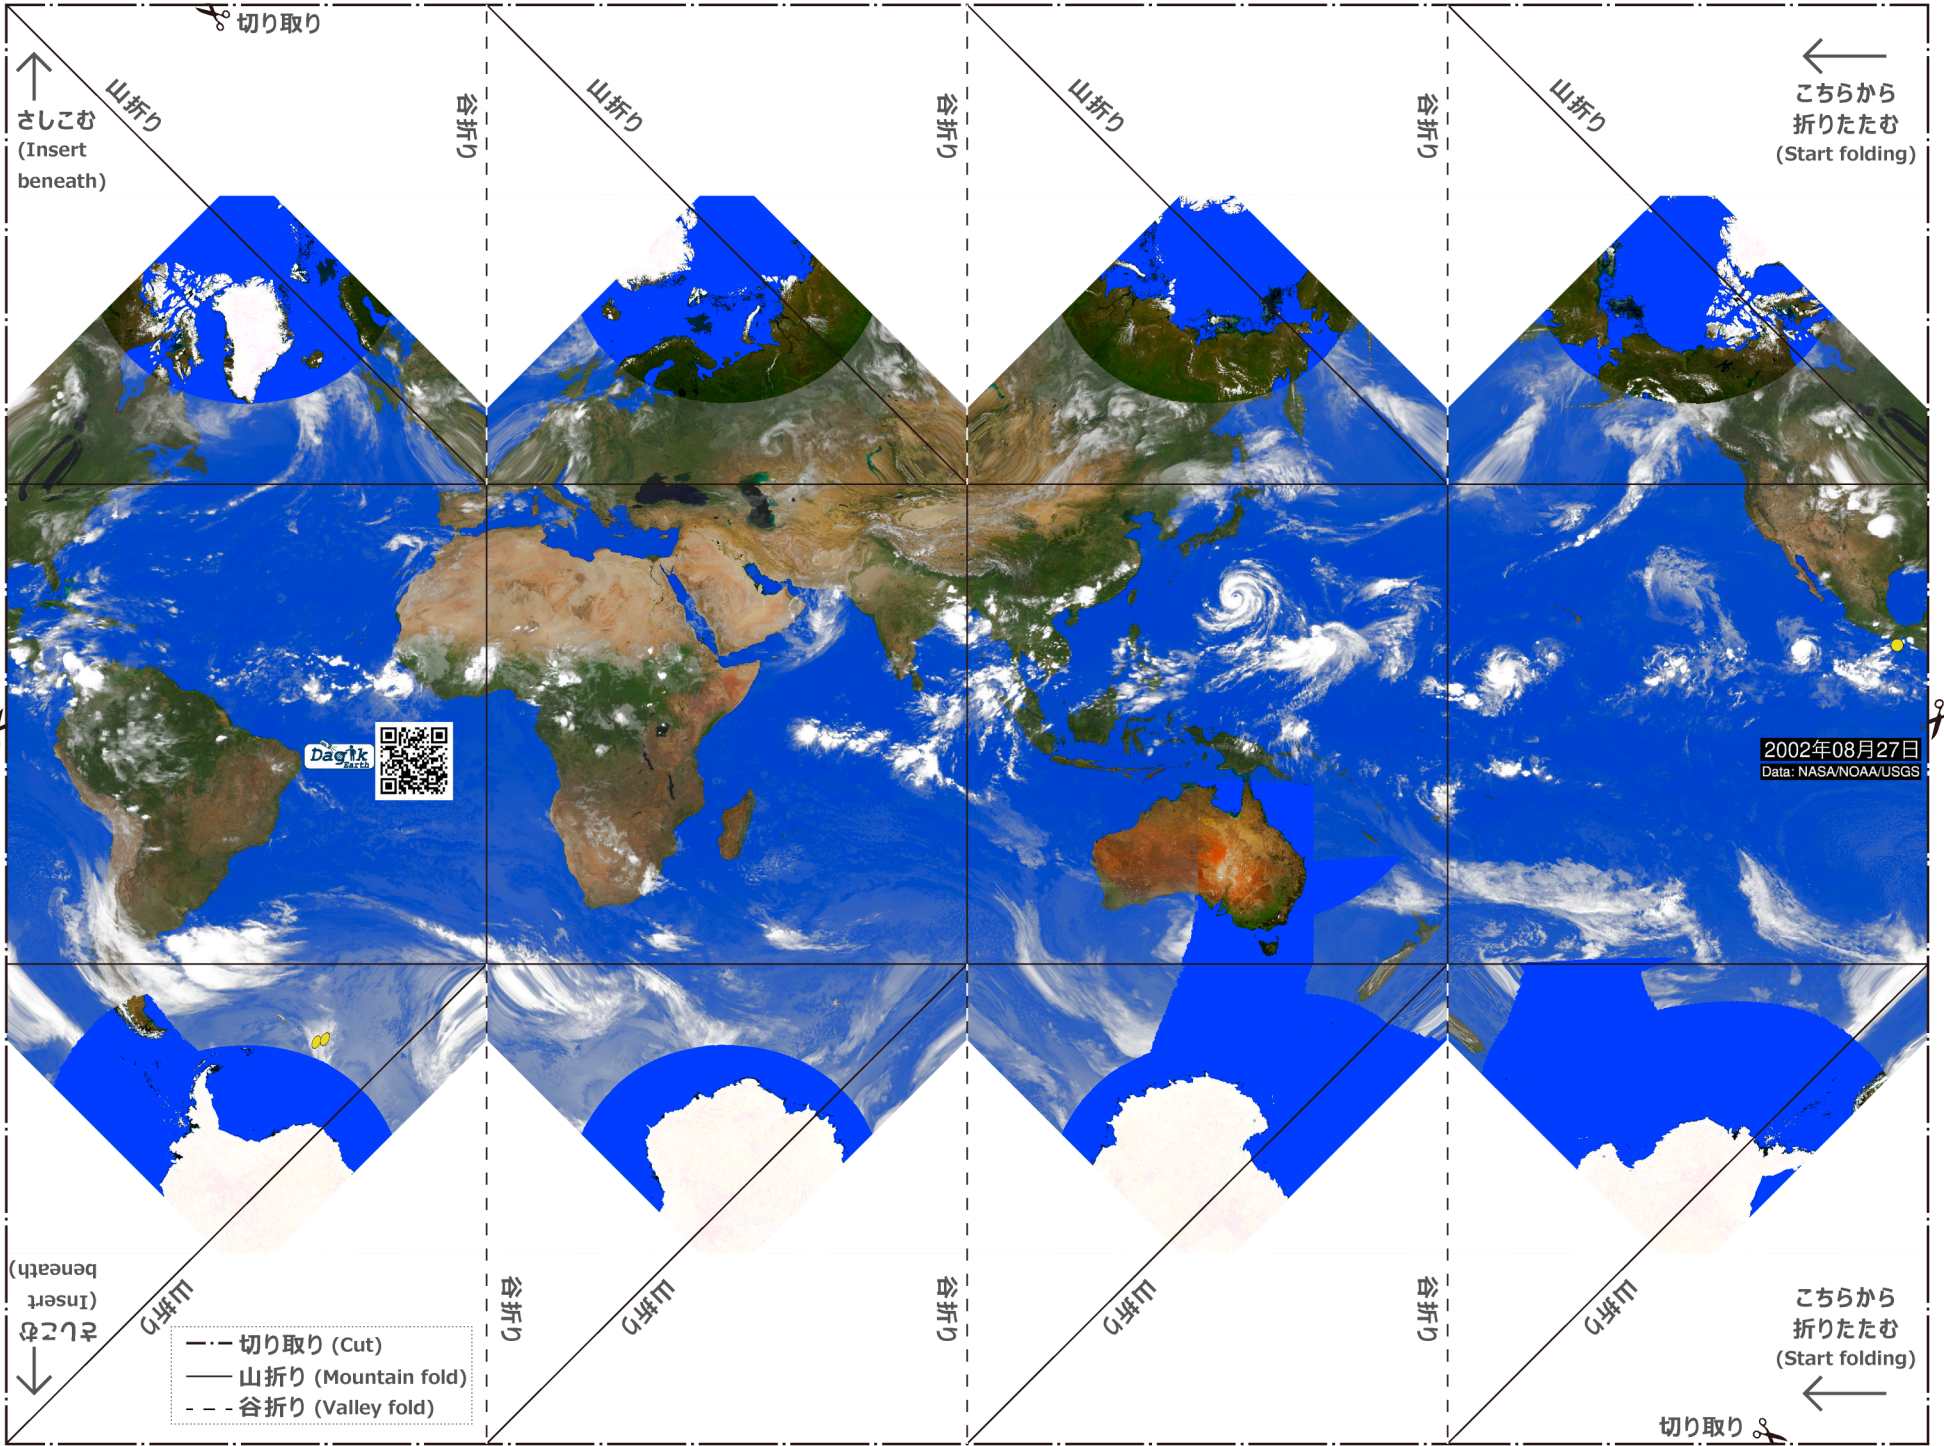 切り取り
山折り
谷折り
山折り
谷折り
山折り
谷折り
山折り
さしこむ
(Insert
beneath)
こちらから
折りたたむ
(Start folding)
Dagik
Earth
2002年08月27日
Data: NASA/NOAA/USGS
さしこむ
(Insert
beneath)
山折り
谷折り
山折り
谷折り
山折り
谷折り
山折り
こちらから
折りたたむ
(Start folding)
切り取り (Cut)
山折り (Mountain fold)
谷折り (Valley fold)
切り取り